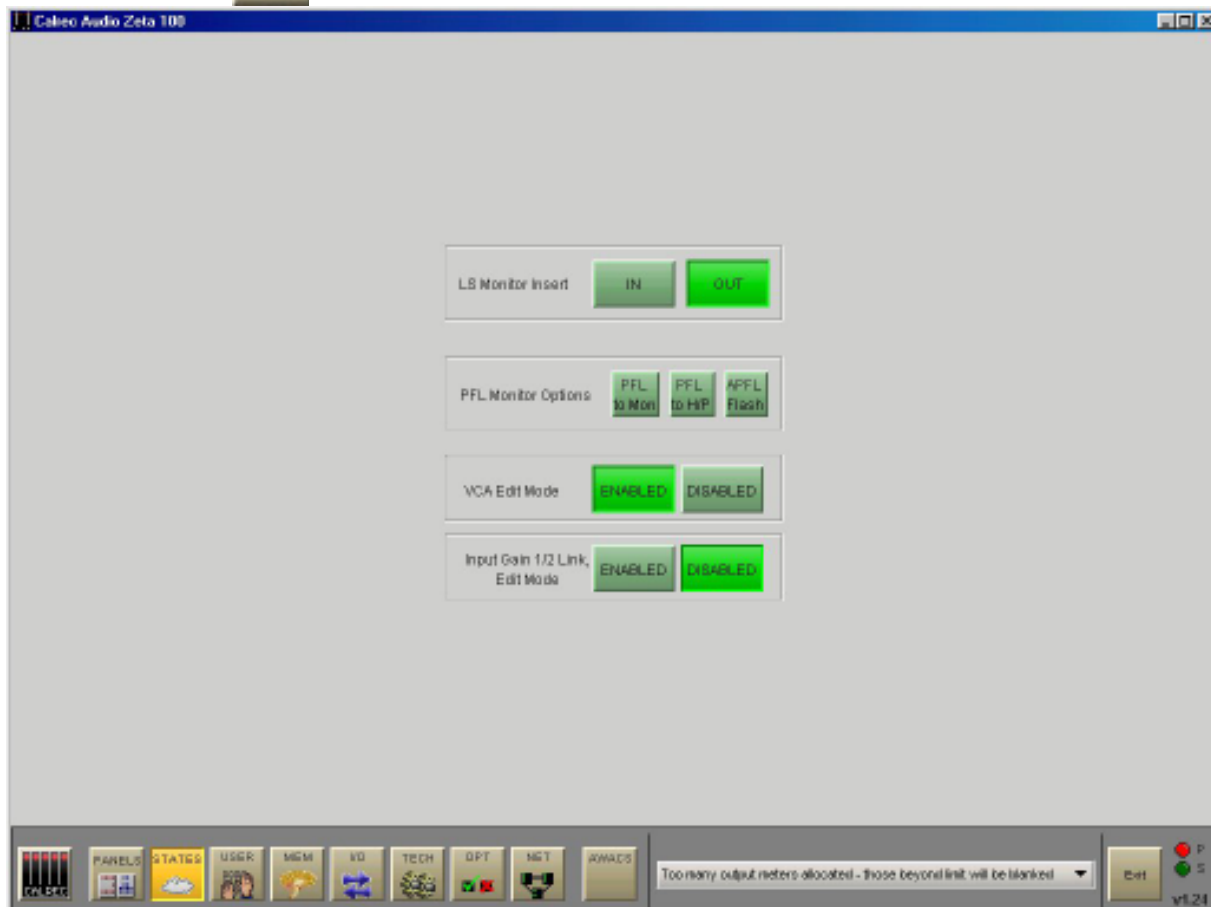 Calrec Audio Zeta 100
LS Monitor Insert
IN
OUT
PFL Monitor Options
PFL to Mon
PFL to H/P
APFL Flash
VCA Edit Mode
ENABLED
DISABLED
Input Gain 1/2 Link,
Edit Mode
ENABLED
DISABLED
CALREC
PANELS
STATES
USER
MEM
I/O
TECH
OPT
NET
AWACS
Too many output meters allocated - those beyond limit will be blanked
Exit
P
S
v1.24